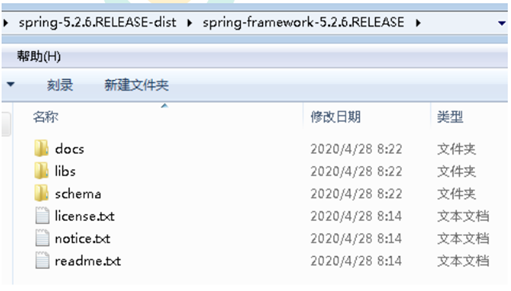 spring-5.2.6.RELEASE-dist spring-framework-5.2.6.RELEASE
帮助(H)
刻录 新建文件夹
名称 修改日期 类型
docs 2020/4/28 8:22 文件夹
libs 2020/4/28 8:22 文件夹
schema 2020/4/28 8:22 文件夹
license.txt 2020/4/28 8:14 文本文档
notice.txt 2020/4/28 8:14 文本文档
readme.txt 2020/4/28 8:14 文本文档